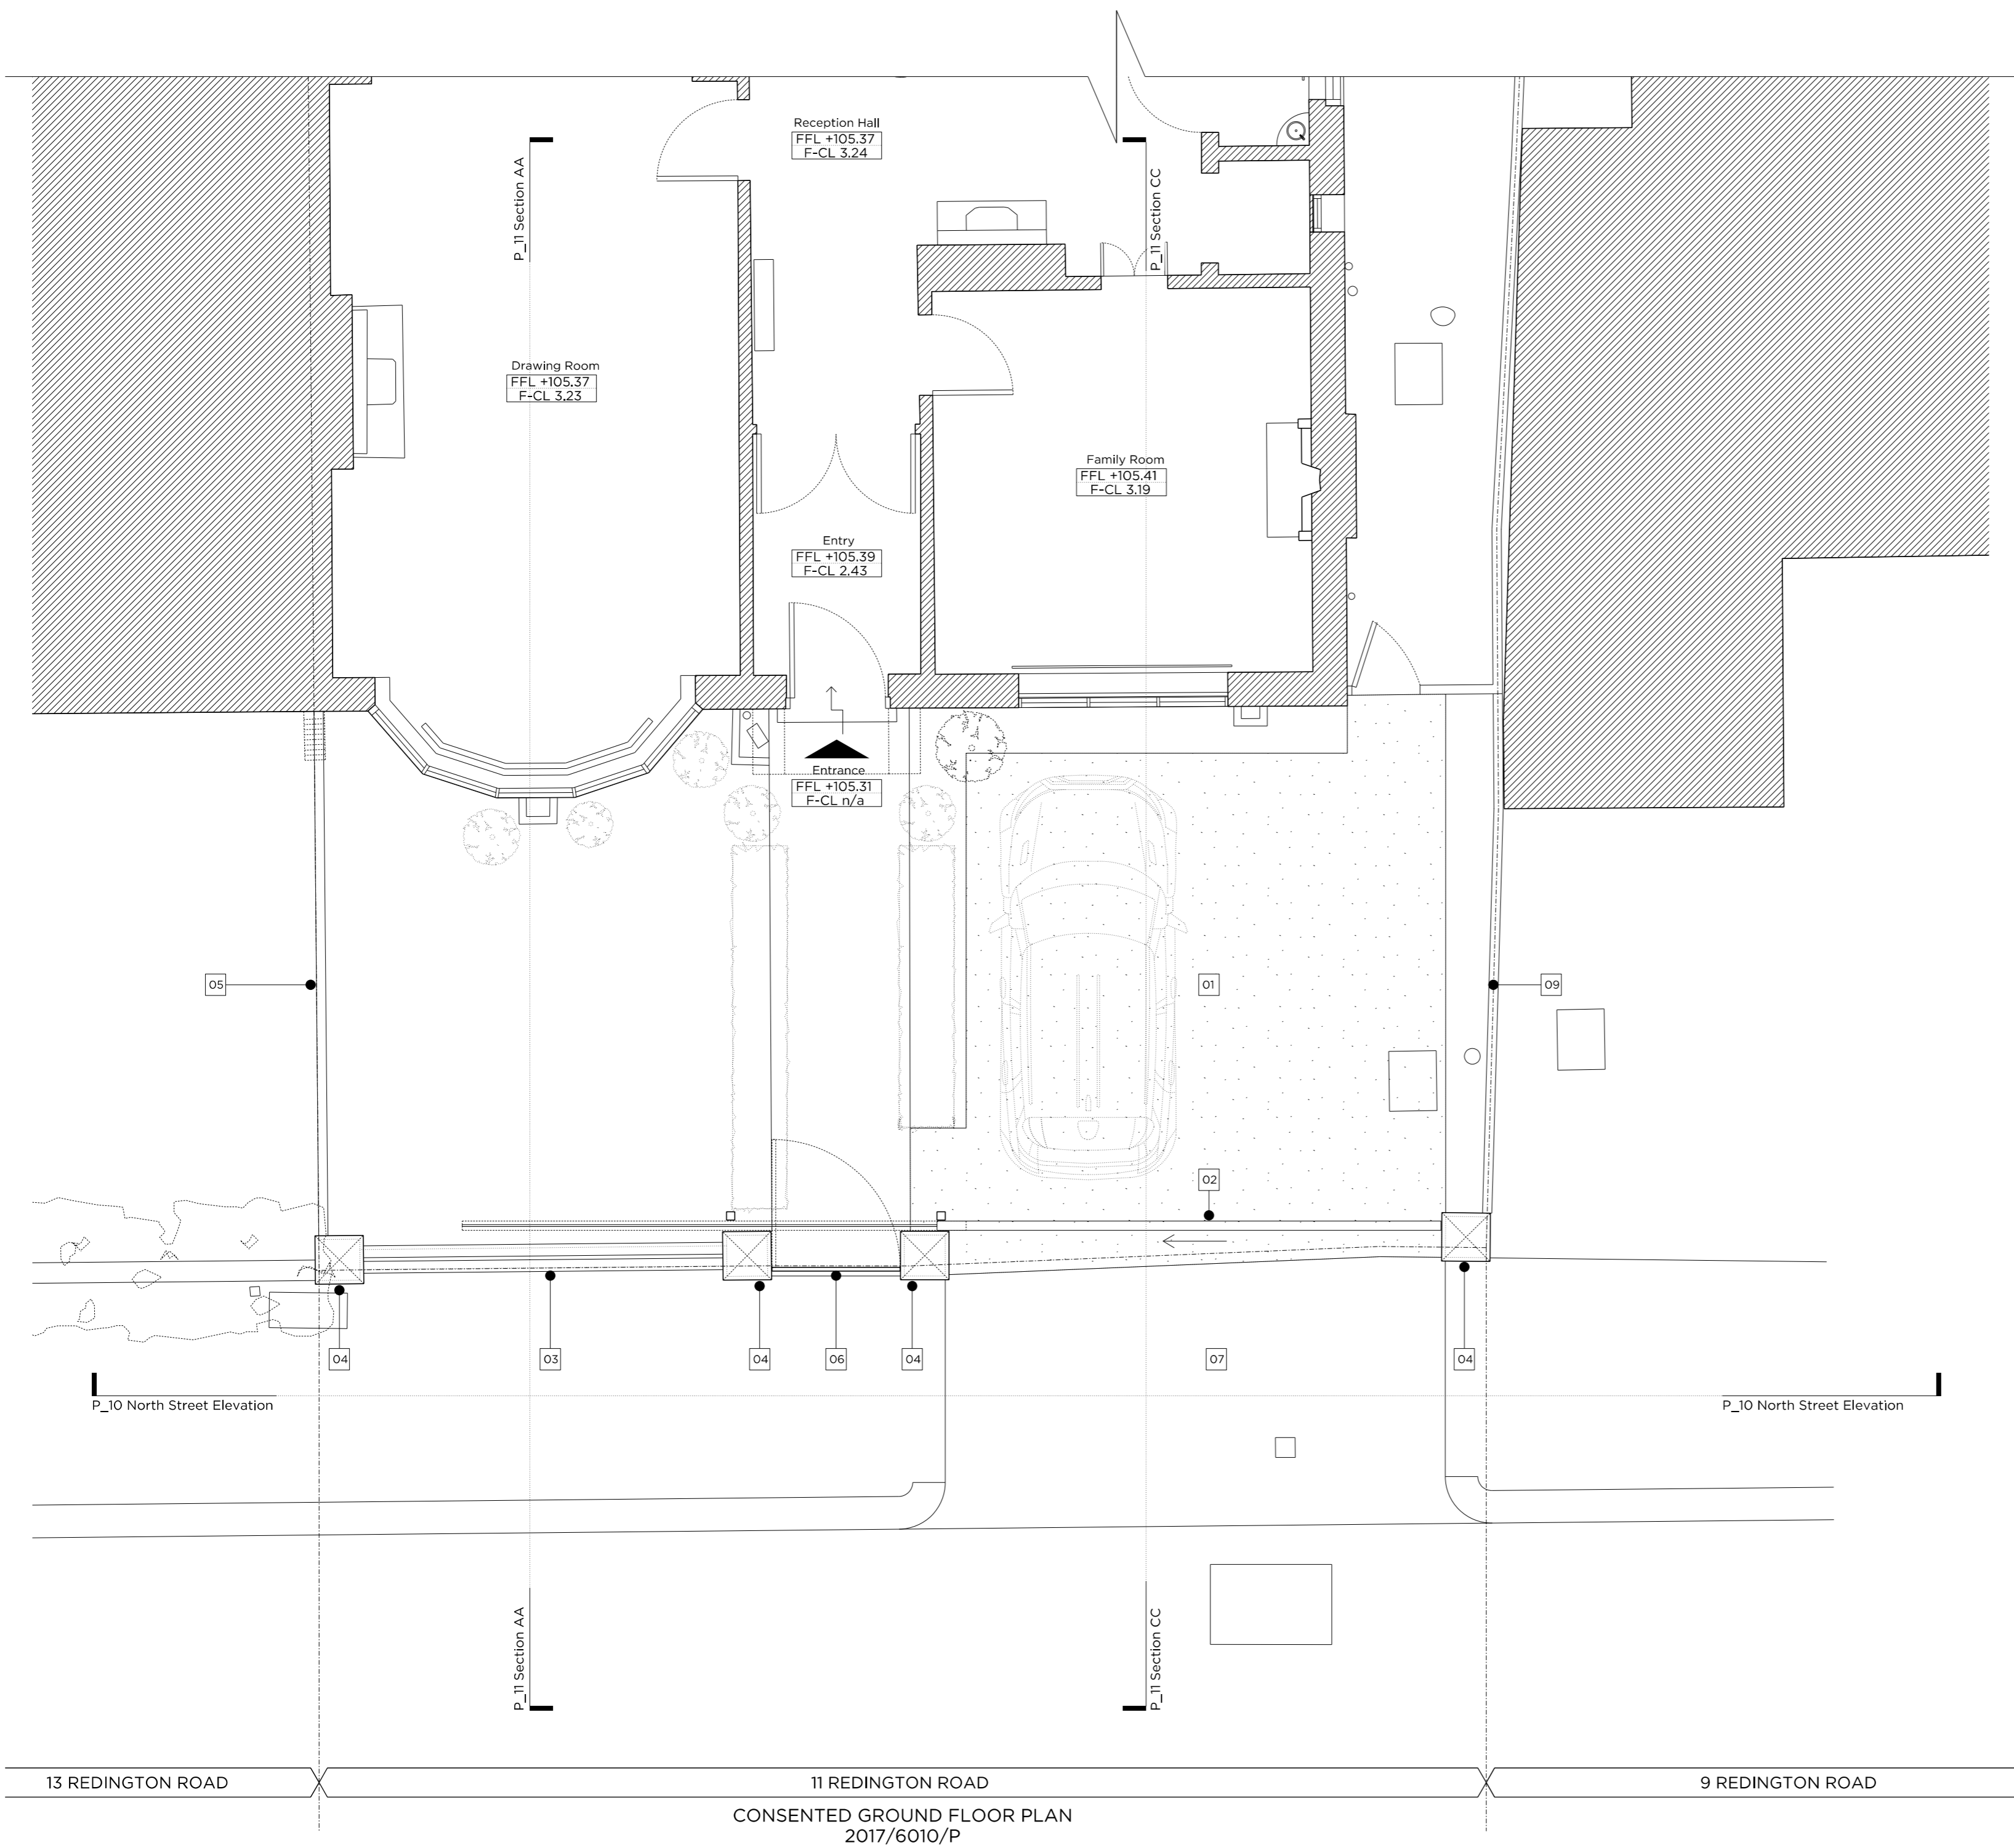 Reception Hall
FFL +105.37
F-CL 3.24
P_11 Section AA
P_11 Section CC
Drawing Room
FFL +105.37
F-CL 3.23
Family Room
FFL +105.41
F-CL 3.19
Entry
FFL +105.39
F-CL 2.43
Entrance
FFL +105.31
F-CL n/a
05
01
09
02
04
03
04
06
04
07
04
P_10 North Street Elevation
P_10 North Street Elevation
P_11 Section AA
P_11 Section CC
13 REDINGTON ROAD
11 REDINGTON ROAD
9 REDINGTON ROAD
CONSENTED GROUND FLOOR PLAN
2017/6010/P